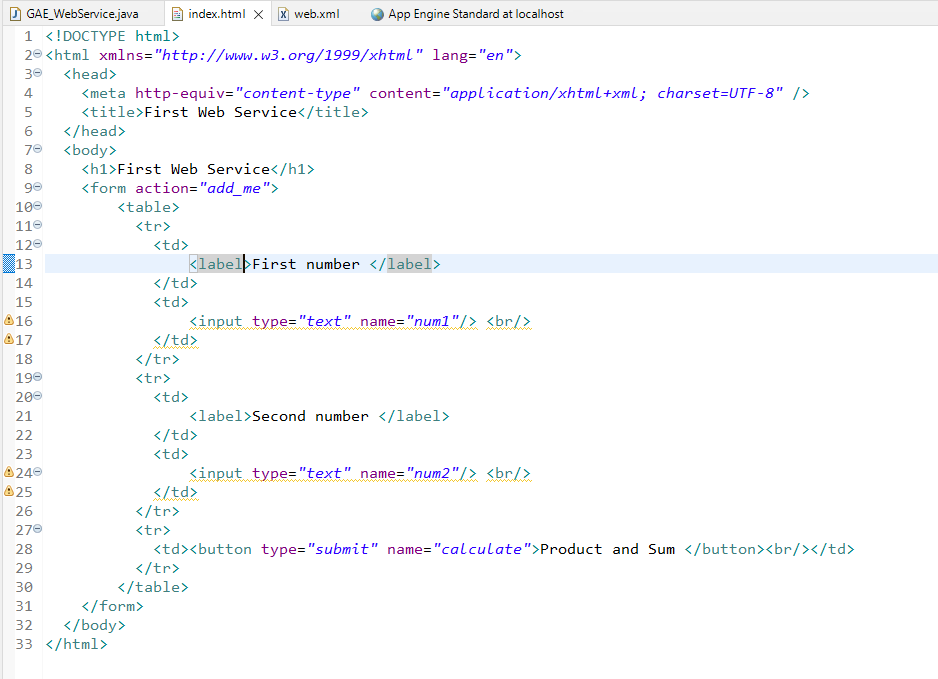 GAE_WebService.java index.html web.xml App Engine Standard at localhost
1 <!DOCTYPE html>
2 <html xmlns="http://www.w3.org/1999/xhtml" lang="en">
3 <head>
4 <meta http-equiv="content-type" content="application/xhtml+xml; charset=UTF-8" />
5 <title>First Web Service</title>
6 </head>
7 <body>
8 <h1>First Web Service</h1>
9 <form action="add_me">
10 <table>
11 <tr>
12 <td>
13 <label>First number </label>
14 </td>
15 <td>
16 <input type="text" name="num1"/> <br/>
17 </td>
18 </tr>
19 <tr>
20 <td>
21 <label>Second number </label>
22 </td>
23 <td>
24 <input type="text" name="num2"/> <br/>
25 </td>
26 </tr>
27 <tr>
28 <td><button type="submit" name="calculate">Product and Sum </button><br/></td>
29 </tr>
30 </table>
31 </form>
32 </body>
33 </html>